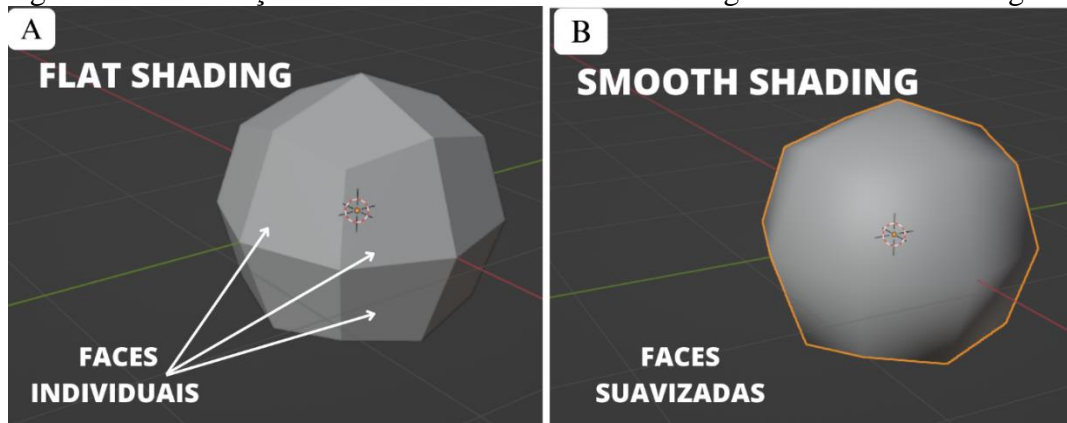 A
FLAT SHADING
FACES
INDIVIDUAIS
B
SMOOTH SHADING
FACES
SUAVIZADAS